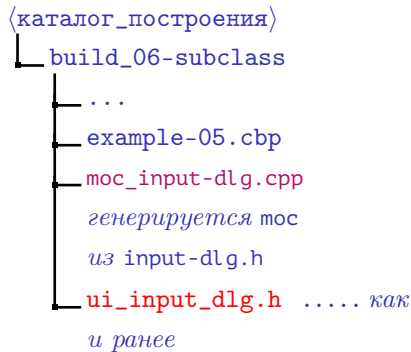 ⟨каталог_построения⟩
build_06-subclass
...
example-05.cbp
moc_input-dlg.cpp
генерируется moc
из input-dlg.h
ui_input_dlg.h ..... как
и ранее